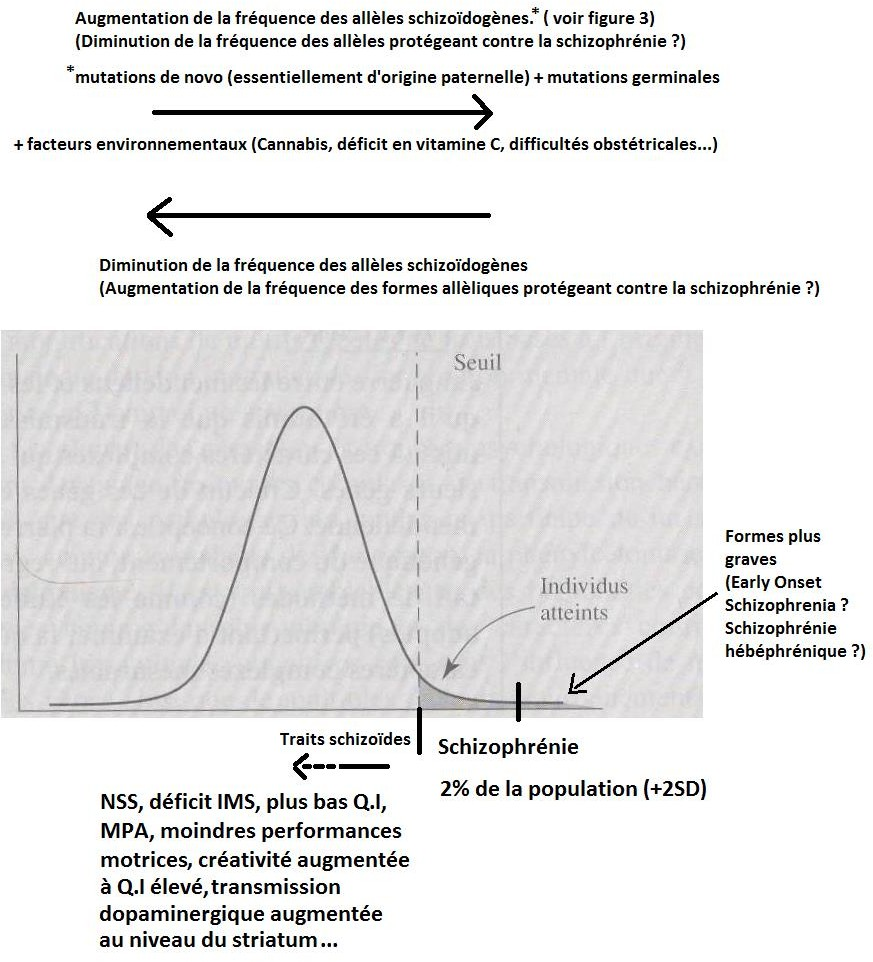 Augmentation de la fréquence des allèles schizoïdogènes.* ( voir figure 3)
(Diminution de la fréquence des allèles protégeant contre la schizophrénie ?)
*mutations de novo (essentiellement d'origine paternelle) + mutations germinales
+ facteurs environnementaux (Cannabis, déficit en vitamine C, difficultés obstétricales...)
Diminution de la fréquence des allèles schizoïdogènes
(Augmentation de la fréquence des formes allèliques protégeant contre la schizophrénie ?)
Seuil
Individus
atteints
Formes plus
graves
(Early Onset
Schizophrenia ?
Schizophrénie
hébéphrénique ?)
Traits schizoïdes
Schizophrénie
2% de la population (+2SD)
NSS, déficit IMS, plus bas Q.I,
MPA, moindres performances
motrices, créativité augmentée
à Q.I élevé, transmission
dopaminergique augmentée
au niveau du striatum...